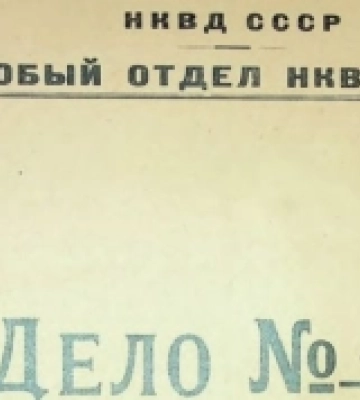 НКВД СССР
ОБЫЙ ОТДЕЛ НКВ
Дело №